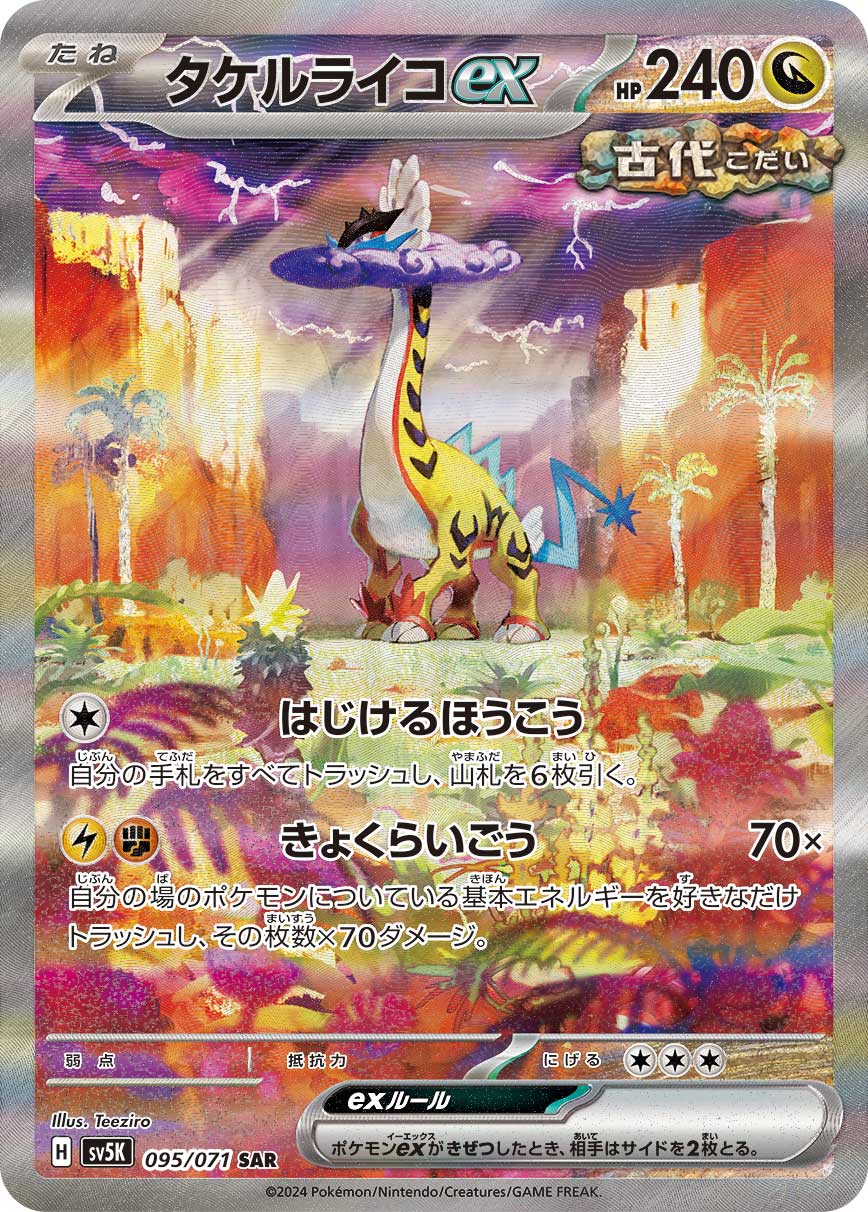 たね
タケルライコex
HP 240
古代 こだい
はじけるほうこう
自分の手札をすべてトラッシュし、山札を6枚引く。
きょくらいごう 70×
自分の場のポケモンについている基本エネルギーを好きなだけ
トラッシュし、その枚数×70ダメージ。
弱点 抵抗力 にげる
exルール
ポケモンexがきぜつしたとき、相手はサイドを2枚とる。
Illus. Teeziro
H sv5K 095/071 SAR
©2024 Pokémon/Nintendo/Creatures/GAME FREAK.